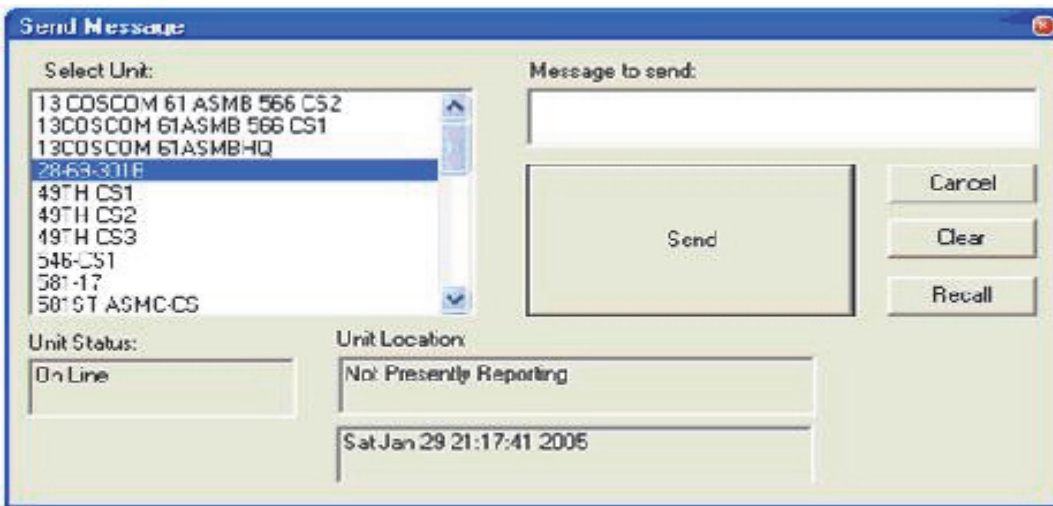 Send Message
Select Unit:
13 COSCOM 61 ASMB 566 CS2
13COSCOM 61ASMB 566 CS1
13COSCOM 61ASMBHQ
28-69-301B
49TH CS1
49TH CS2
49TH CS3
546-CS1
581-17
581ST ASMC-CS
Message to send:
Send
Cancel
Clear
Recall
Unit Status:
On Line
Unit Location:
Not Presently Reporting
Sat Jan 29 21:17:41 2005